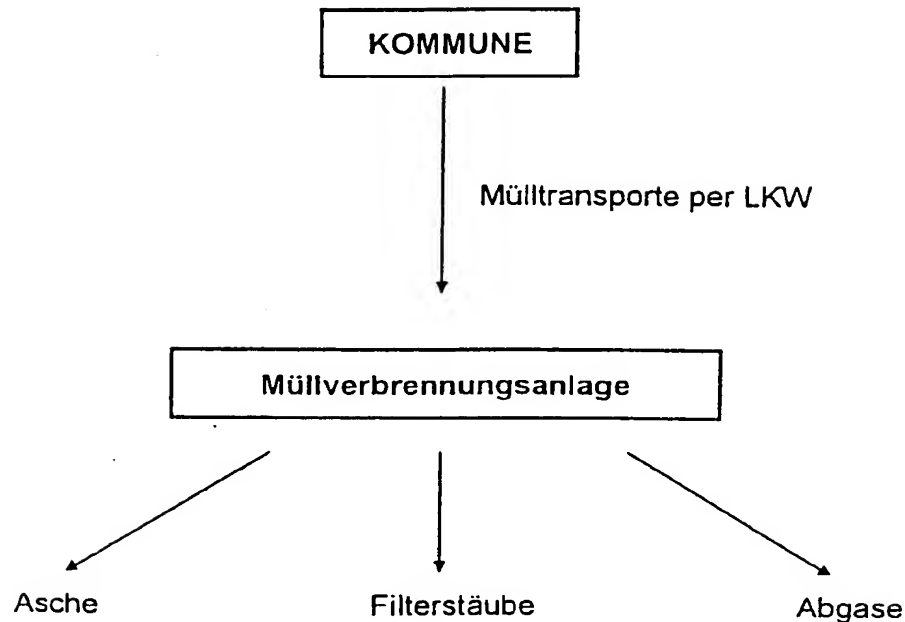 KOMMUNE
Mülltransporte per LKW
Müllverbrennungsanlage
Asche
Filterstäube
Abgase